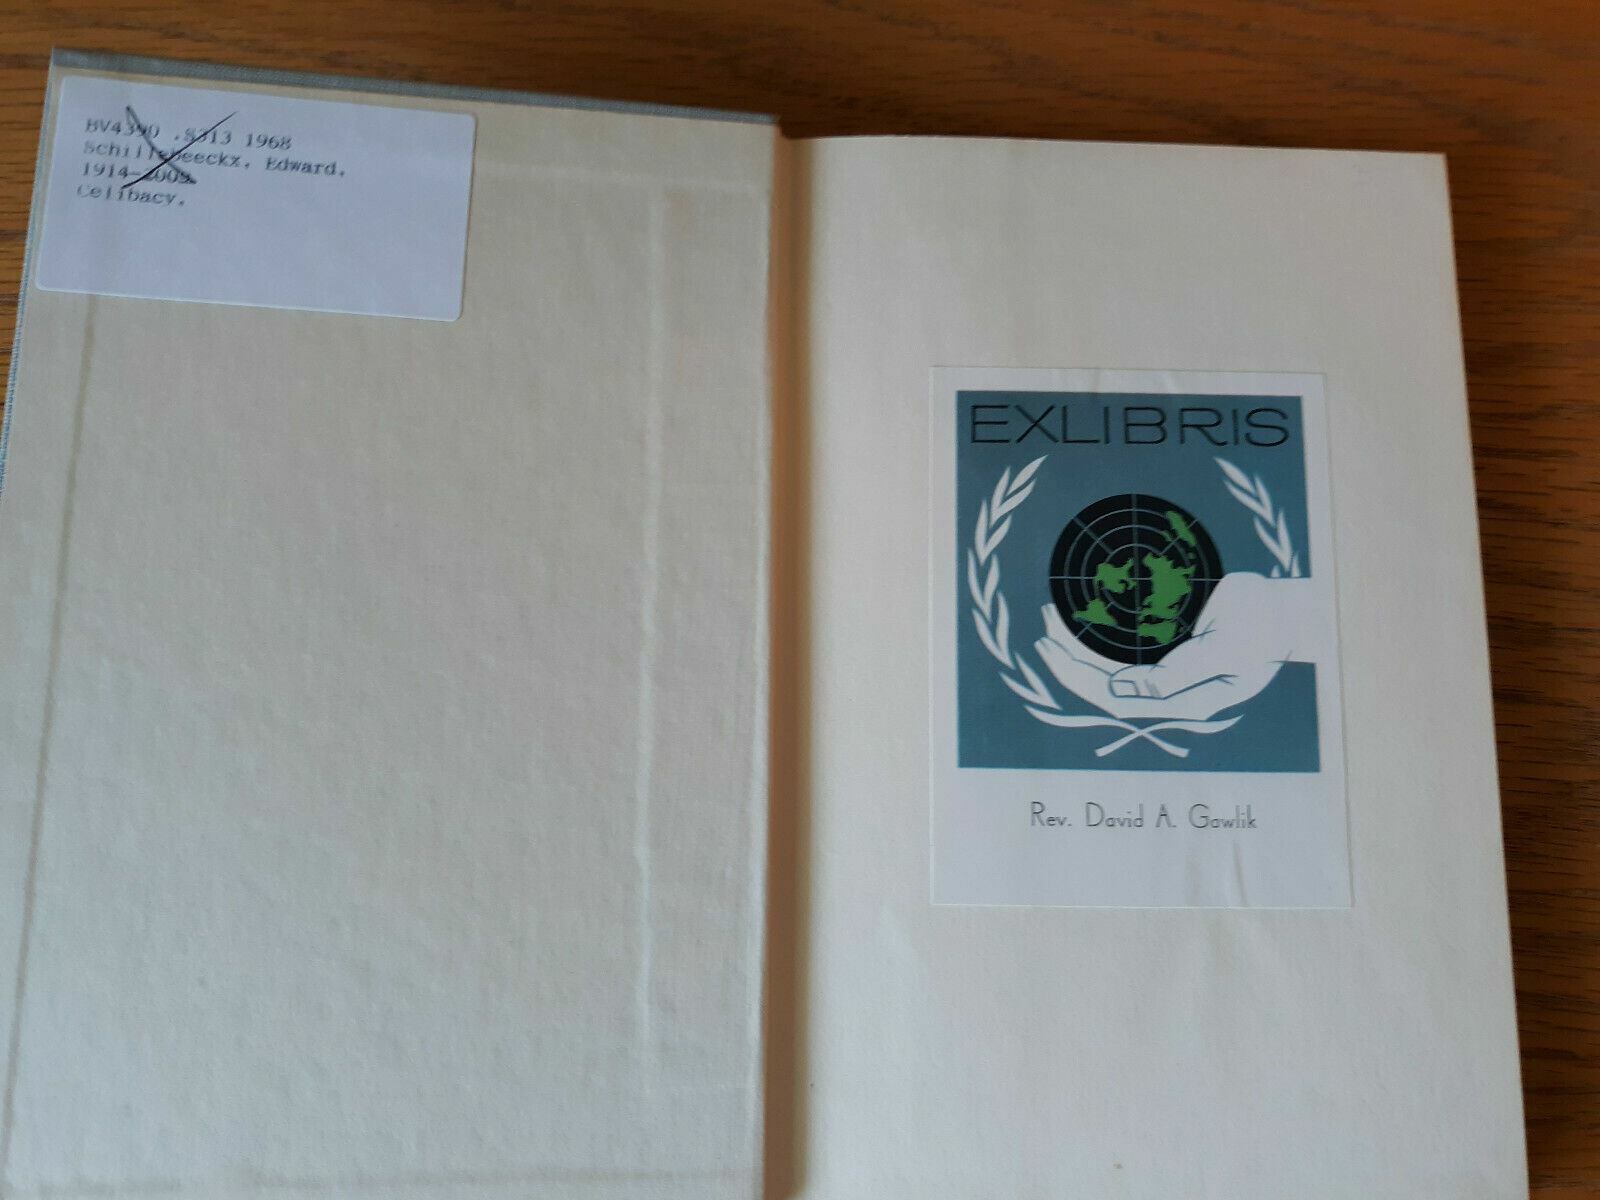 BV4390 .S313 1968
Schillebeeckx, Edward,
1914-2009.
Celibacy.
EXLIBRIS
Rev. David A. Gawlik